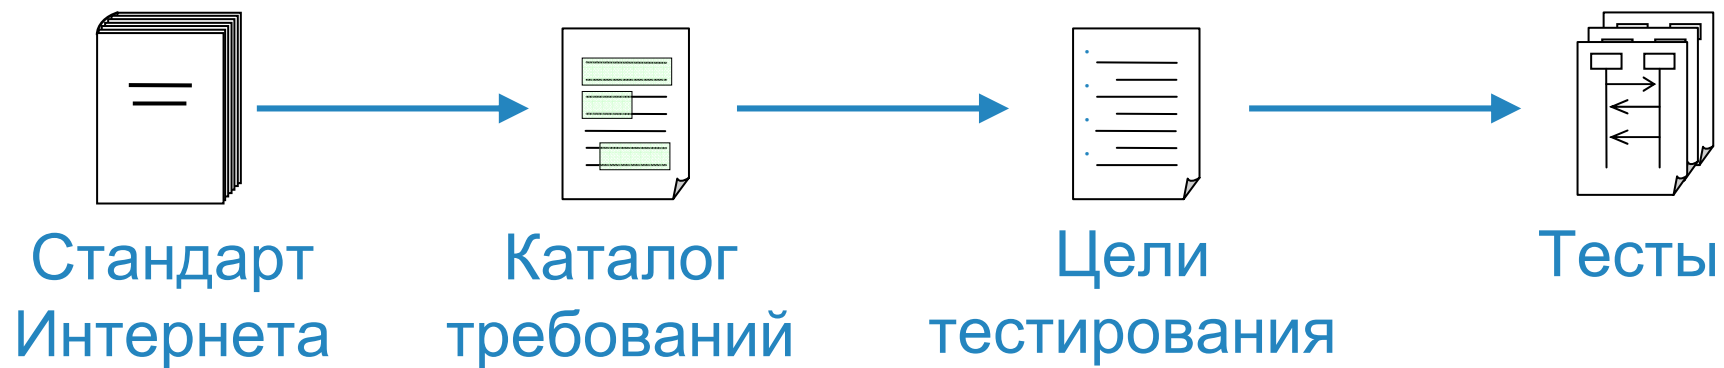 Стандарт
Интернета
Каталог
требований
Цели
тестирования
Тесты